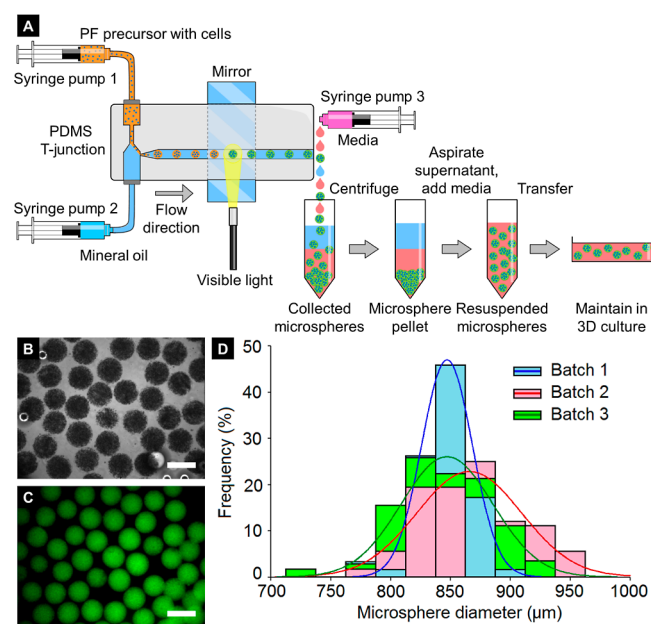 A
PF precursor with cells
Syringe pump 1
Mirror
Syringe pump 3
Media
PDMS
T-junction
Aspirate
supernatant,
add media
Centrifuge
Transfer
Syringe pump 2
Flow
direction
Mineral oil
Visible light
Collected
microspheres
Microsphere
pellet
Resuspended
microspheres
Maintain in
3D culture
B
C
D
50
40
30
20
10
0
Frequency (%)
Batch 1
Batch 2
Batch 3
700
750
800
850
900
950
1000
Microsphere diameter (µm)